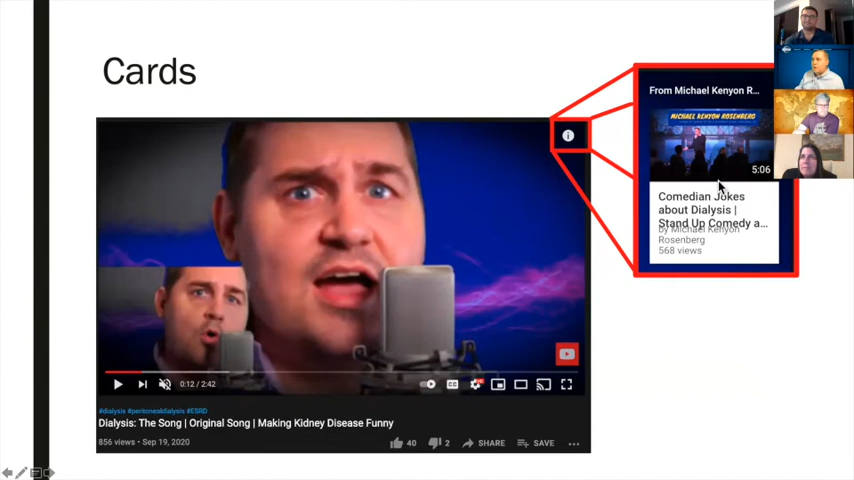 Cards
From Michael Kenyon R...
MICHAEL KENYON ROSENBERG
5:06
Comedian Jokes
about Dialysis |
Stand Up Comedy a...
by Michael Kenyon
Rosenberg
568 views
0:12 / 2:42
CC
#dialysis #peritonealdialysis #ESRD
Dialysis: The Song | Original Song | Making Kidney Disease Funny
856 views • Sep 19, 2020
40
2
SHARE
SAVE